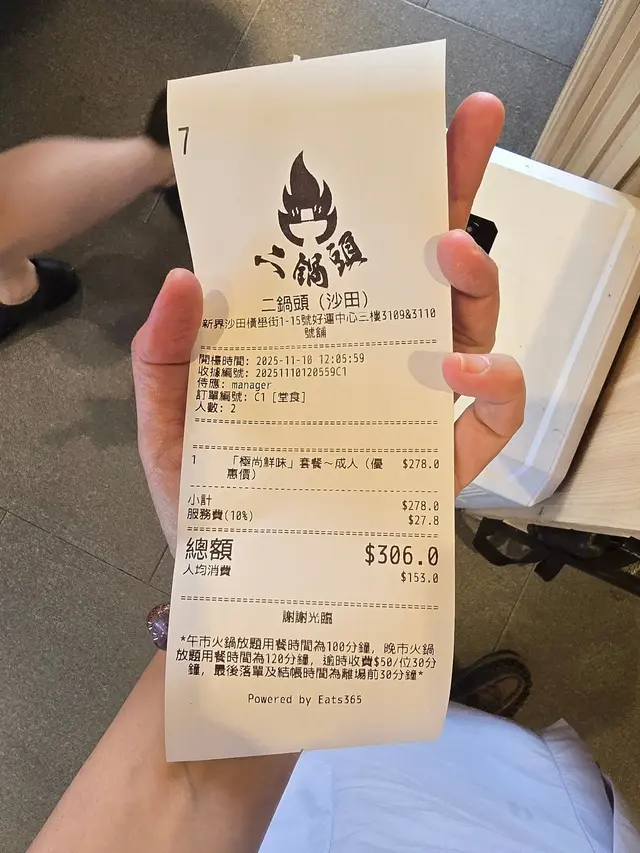 7
二鍋頭
二鍋頭 (沙田)
新界沙田橫壆街1-15號好運中心三樓3109&3110
號舖
開檯時間: 2025-11-10 12:05:59
收據編號: 20251110120559C1
侍應: manager
訂單編號: C1 [堂食]
人數: 2
1 「極尚鮮味」套餐～成人 (優 $278.0
惠價)
小計 $278.0
服務費(10%) $27.8
總額 $306.0
人均消費 $153.0
謝謝光臨
*午市火鍋放題用餐時間為100分鐘, 晚市火鍋
放題用餐時間為120分鐘, 逾時收費$50/位30分
鐘, 最後落單及結帳時間為離場前30分鐘*
Powered by Eats365